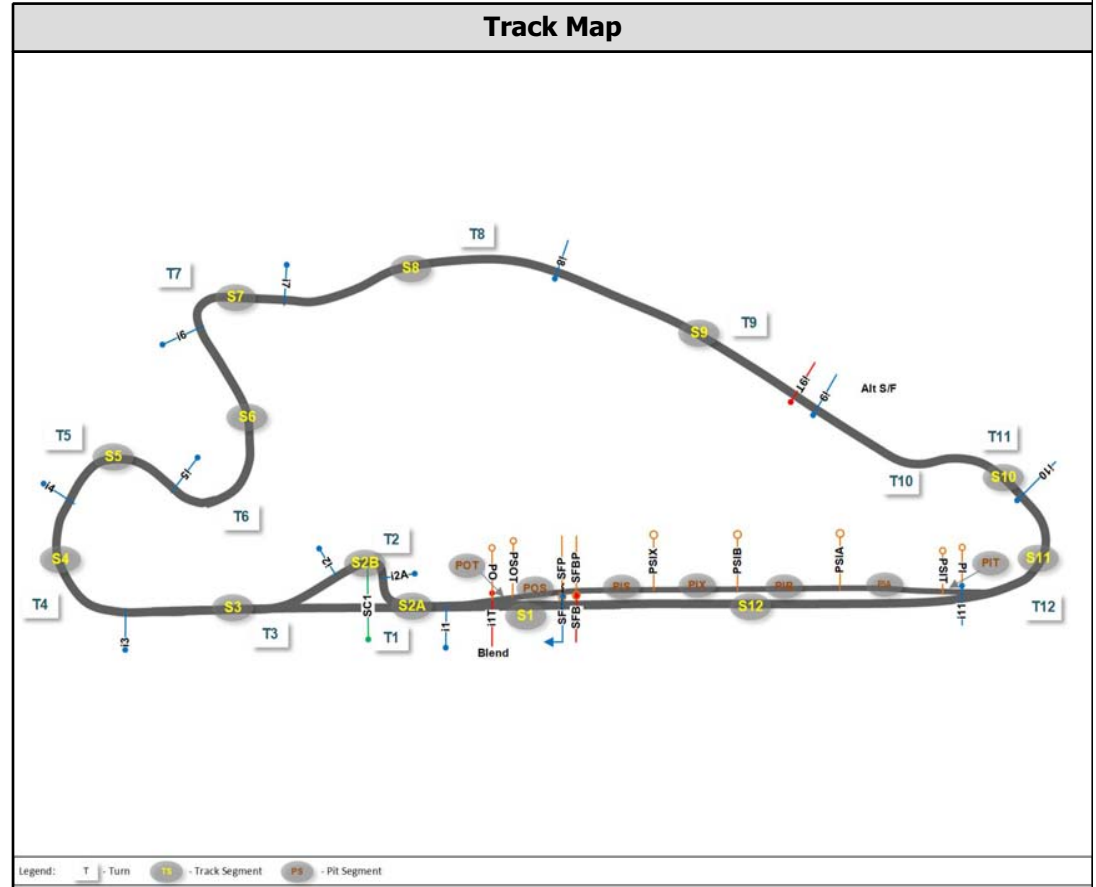 Track Map
T8
i8
S8
T7
i7
S7
i6
S9
T9
i9T
i9
Alt S/F
S6
T5
S5
i5
i4
T6
T11
S10
i10
T10
S4
T4
i3
T2
i2
S2B
i2A
SC1
S3
T3
S2A
T1
i1
POT
PO
i1T
Blend
PSOT
POS
SFP
SF
SFBP
SFB
S1
PIS
PSIX
PIX
PSIB
PIB
PSIA
PIA
PSIT
PI
i11
PIT
S11
S12
T12
Legend: T - Turn TS - Track Segment PS - Pit Segment